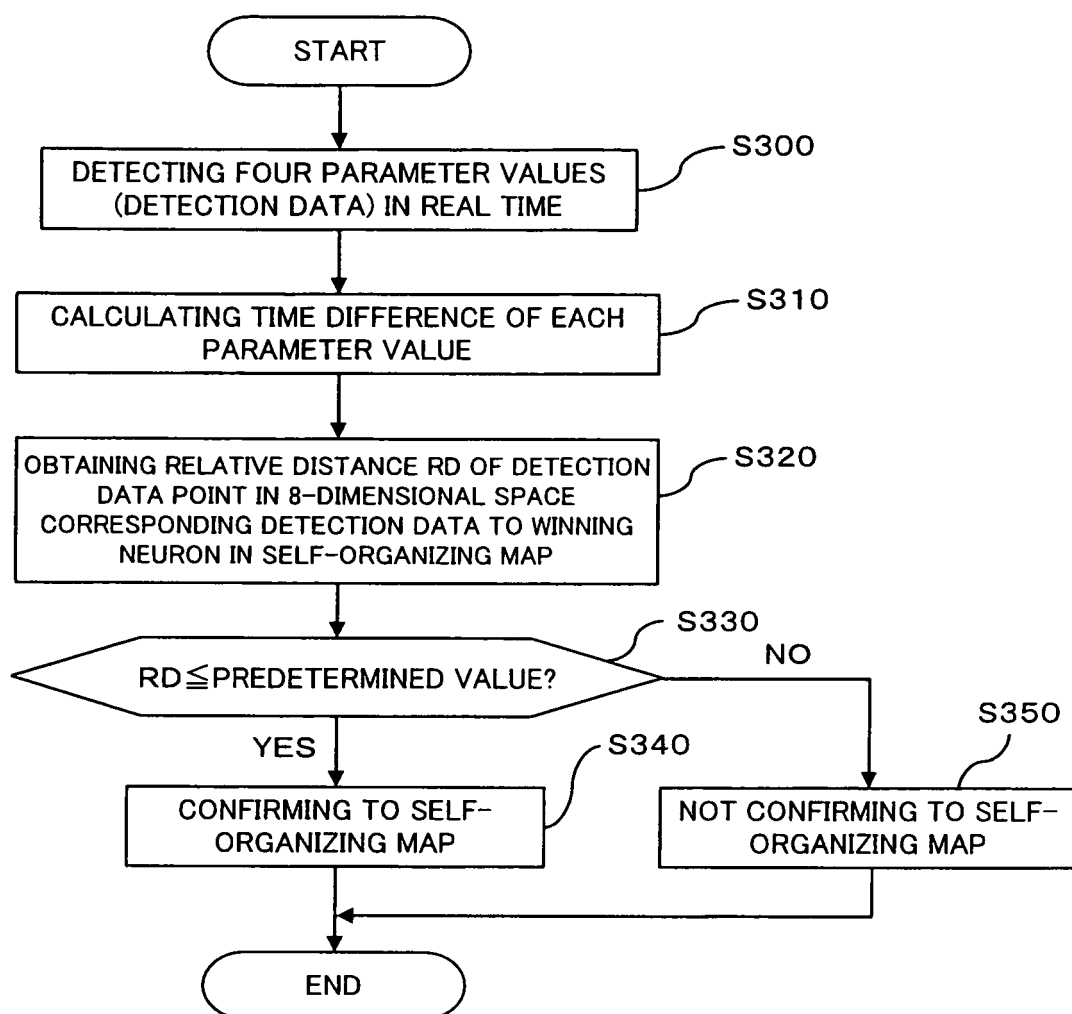 START
DETECTING FOUR PARAMETER VALUES
(DETECTION DATA) IN REAL TIME
S300
CALCULATING TIME DIFFERENCE OF EACH
PARAMETER VALUE
S310
OBTAINING RELATIVE DISTANCE RD OF DETECTION
DATA POINT IN 8-DIMENSIONAL SPACE
CORRESPONDING DETECTION DATA TO WINNING
NEURON IN SELF-ORGANIZING MAP
S320
RD≦PREDETERMINED VALUE?
S330
NO
YES
CONFIRMING TO SELF-
ORGANIZING MAP
S340
NOT CONFIRMING TO SELF-
ORGANIZING MAP
S350
END